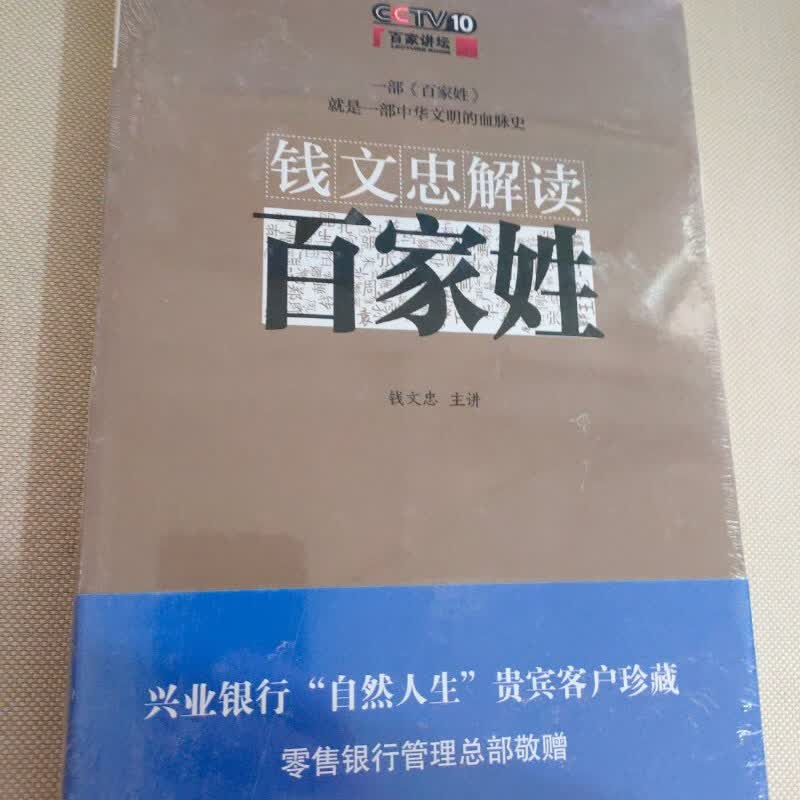 CCTV10
百家讲坛
LECTURE ROOM
一部《百家姓》
就是一部中华文明的血脉史
钱文忠解读
百家姓
钱文忠 主讲
兴业银行“自然人生”贵宾客户珍藏
零售银行管理总部敬赠